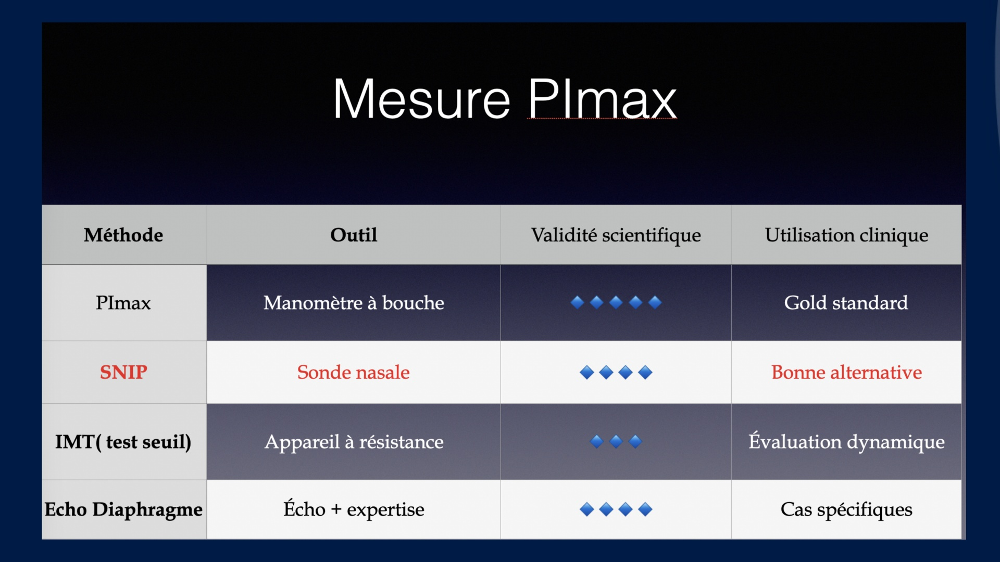 Mesure PImax
Méthode Outil Validité scientifique Utilisation clinique
PImax Manomètre à bouche 🔷🔷🔷🔷🔷 Gold standard
SNIP Sonde nasale 🔷🔷🔷🔷 Bonne alternative
IMT( test seuil) Appareil à résistance 🔷🔷🔷 Évaluation dynamique
Echo Diaphragme Écho + expertise 🔷🔷🔷🔷 Cas spécifiques